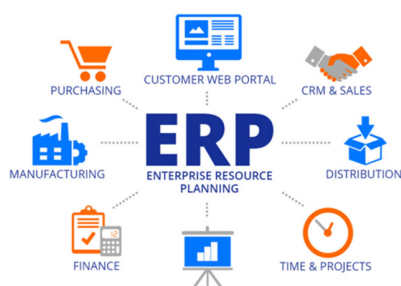 CUSTOMER WEB PORTAL
PURCHASING
CRM & SALES
ERP
ENTERPRISE RESOURCE
PLANNING
MANUFACTURING
DISTRIBUTION
FINANCE
TIME & PROJECTS